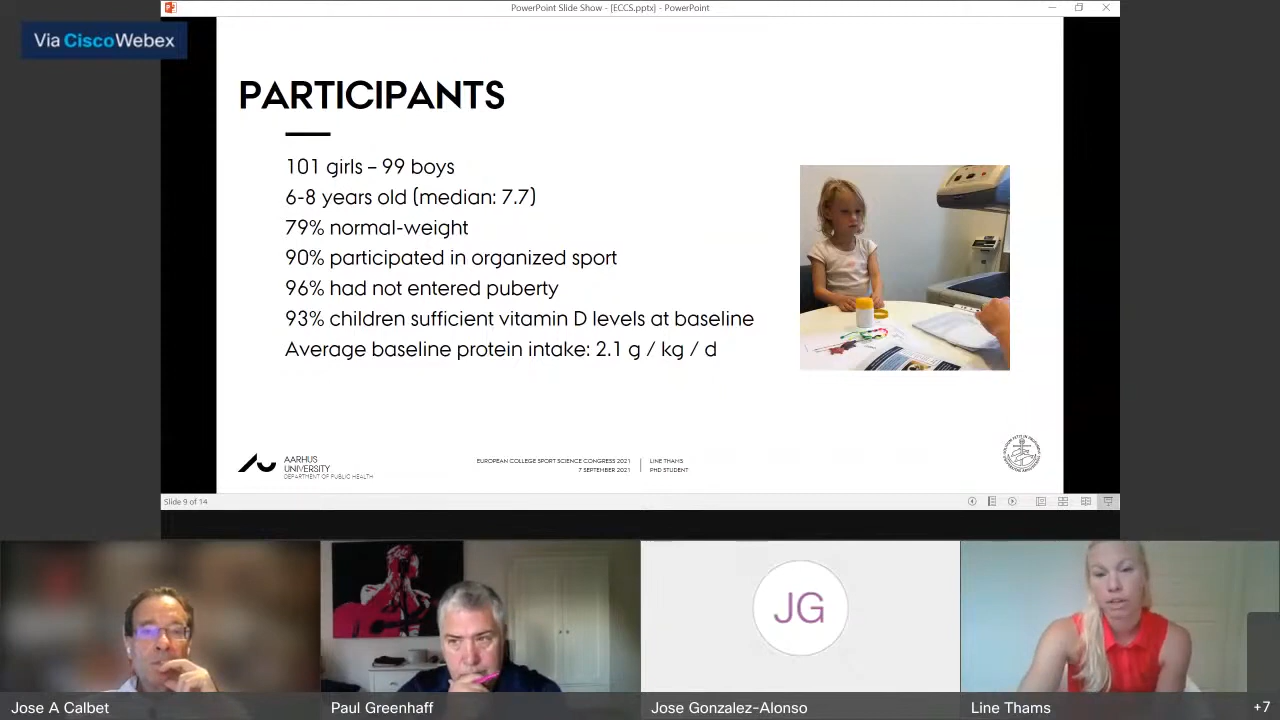 PowerPoint Slide Show - [ECCS.pptx] - PowerPoint
Via Cisco Webex
PARTICIPANTS
101 girls – 99 boys
6-8 years old (median: 7.7)
79% normal-weight
90% participated in organized sport
96% had not entered puberty
93% children sufficient vitamin D levels at baseline
Average baseline protein intake: 2.1 g / kg / d
AARHUS
UNIVERSITY
DEPARTMENT OF PUBLIC HEALTH
EUROPEAN COLLEGE SPORT SCIENCE CONGRESS 2021
7 SEPTEMBER 2021
LINE THAMS
PHD STUDENT
Slide 9 of 14
JG
Jose A Calbet
Paul Greenhaff
Jose Gonzalez-Alonso
Line Thams
+7